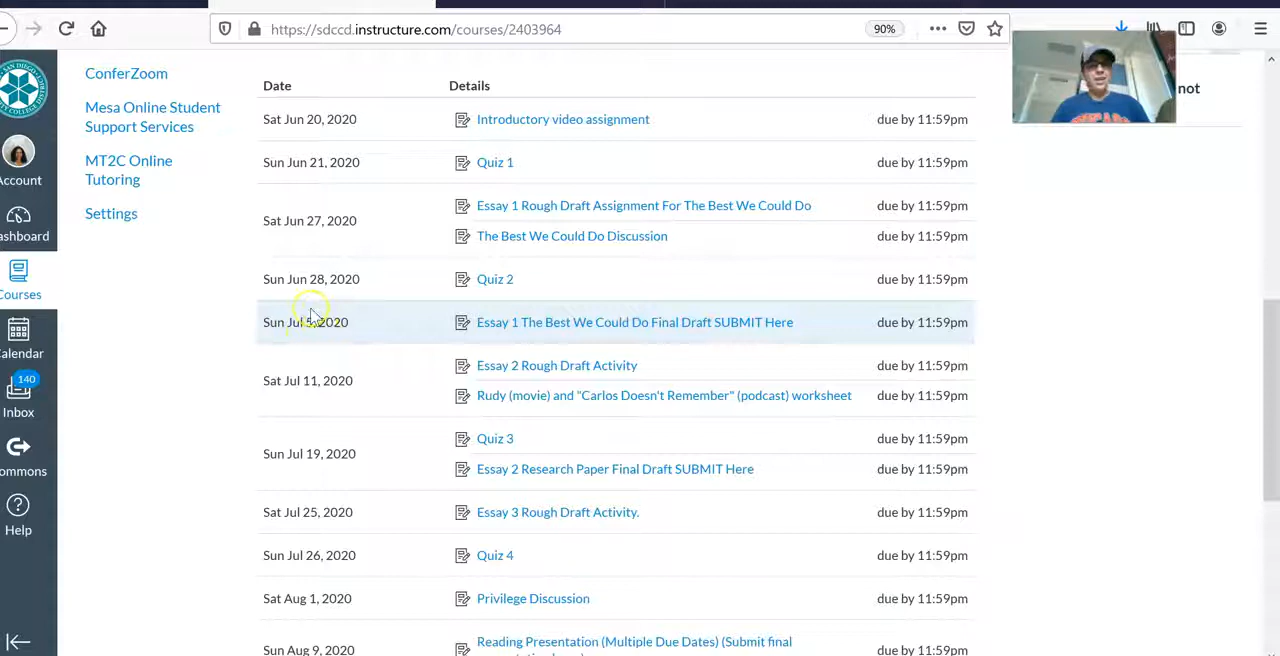 https://sdccd.instructure.com/courses/2403964
90%
ConferZoom
Mesa Online Student
Support Services
MT2C Online
Tutoring
Settings
Account
ashboard
Courses
Calendar
140
Inbox
ommons
Help
Date Details
Sat Jun 20, 2020 Introductory video assignment due by 11:59pm
Sun Jun 21, 2020 Quiz 1 due by 11:59pm
Sat Jun 27, 2020
Essay 1 Rough Draft Assignment For The Best We Could Do due by 11:59pm
The Best We Could Do Discussion due by 11:59pm
Sun Jun 28, 2020 Quiz 2 due by 11:59pm
Sun Jul 5, 2020 Essay 1 The Best We Could Do Final Draft SUBMIT Here due by 11:59pm
Sat Jul 11, 2020
Essay 2 Rough Draft Activity due by 11:59pm
Rudy (movie) and "Carlos Doesn't Remember" (podcast) worksheet due by 11:59pm
Sun Jul 19, 2020
Quiz 3 due by 11:59pm
Essay 2 Research Paper Final Draft SUBMIT Here due by 11:59pm
Sat Jul 25, 2020 Essay 3 Rough Draft Activity. due by 11:59pm
Sun Jul 26, 2020 Quiz 4 due by 11:59pm
Sat Aug 1, 2020 Privilege Discussion due by 11:59pm
Sun Aug 9, 2020 Reading Presentation (Multiple Due Dates) (Submit final due by 11:59pm
not